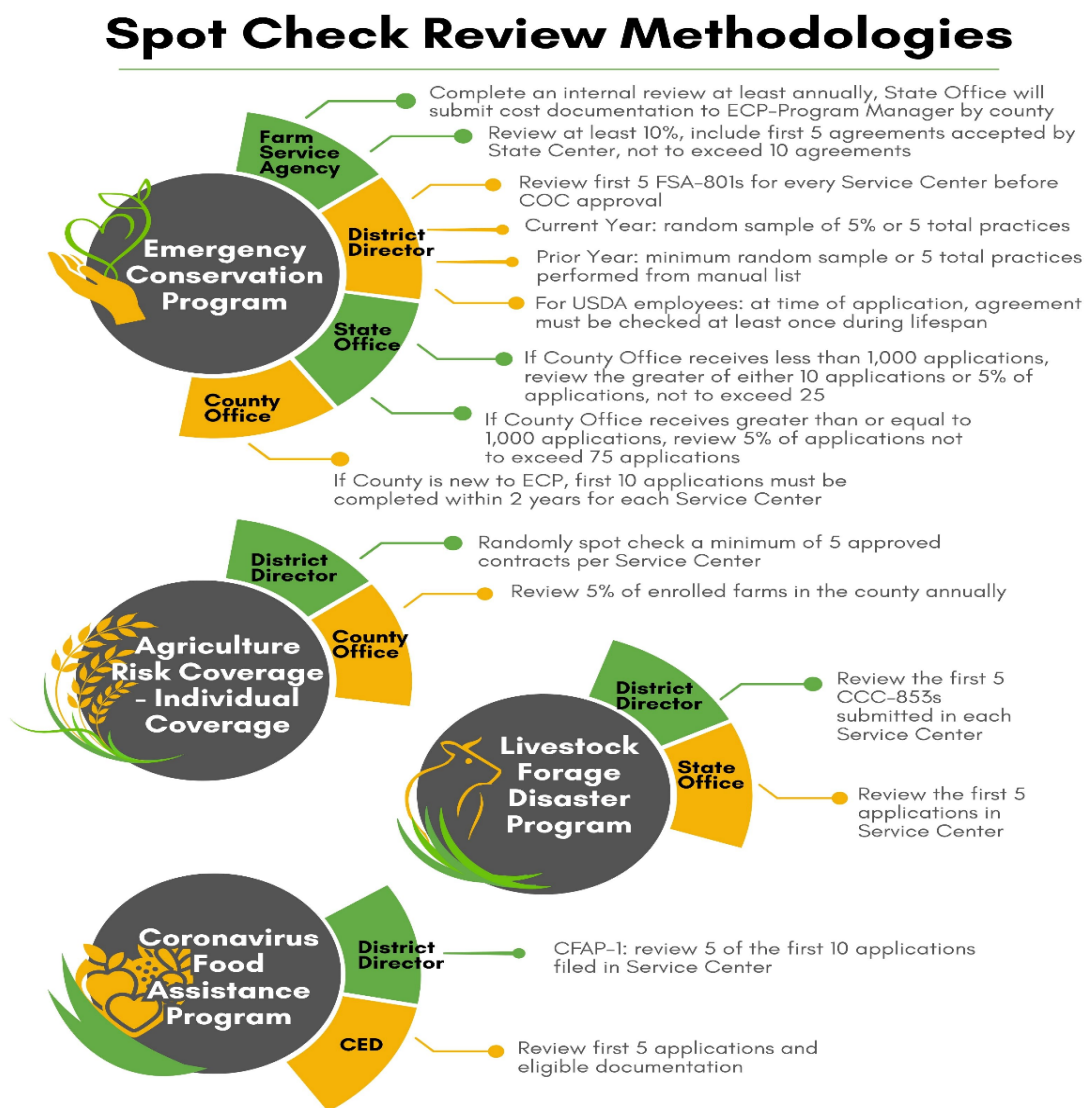 Spot Check Review Methodologies
Emergency
Conservation
Program
Farm
Service
Agency
Complete an internal review at least annually, State Office will
submit cost documentation to ECP-Program Manager by county
Review at least 10%, include first 5 agreements accepted by
State Center, not to exceed 10 agreements
District
Director
Review first 5 FSA-801s for every Service Center before
COC approval
Current Year: random sample of 5% or 5 total practices
Prior Year: minimum random sample or 5 total practices
performed from manual list
For USDA employees: at time of application, agreement
must be checked at least once during lifespan
State
Office
If County Office receives less than 1,000 applications,
review the greater of either 10 applications or 5% of
applications, not to exceed 25
If County Office receives greater than or equal to
1,000 applications, review 5% of applications not
to exceed 75 applications
County
Office
If County is new to ECP, first 10 applications must be
completed within 2 years for each Service Center
Agriculture
Risk Coverage
- Individual
Coverage
District
Director
Randomly spot check a minimum of 5 approved
contracts per Service Center
County
Office
Review 5% of enrolled farms in the county annually
Livestock
Forage
Disaster
Program
District
Director
Review the first 5
CCC-853s
submitted in each
Service Center
State
Office
Review the first 5
applications in
Service Center
Coronavirus
Food
Assistance
Program
District
Director
CFAP-1: review 5 of the first 10 applications
filed in Service Center
CED
Review first 5 applications and
eligible documentation